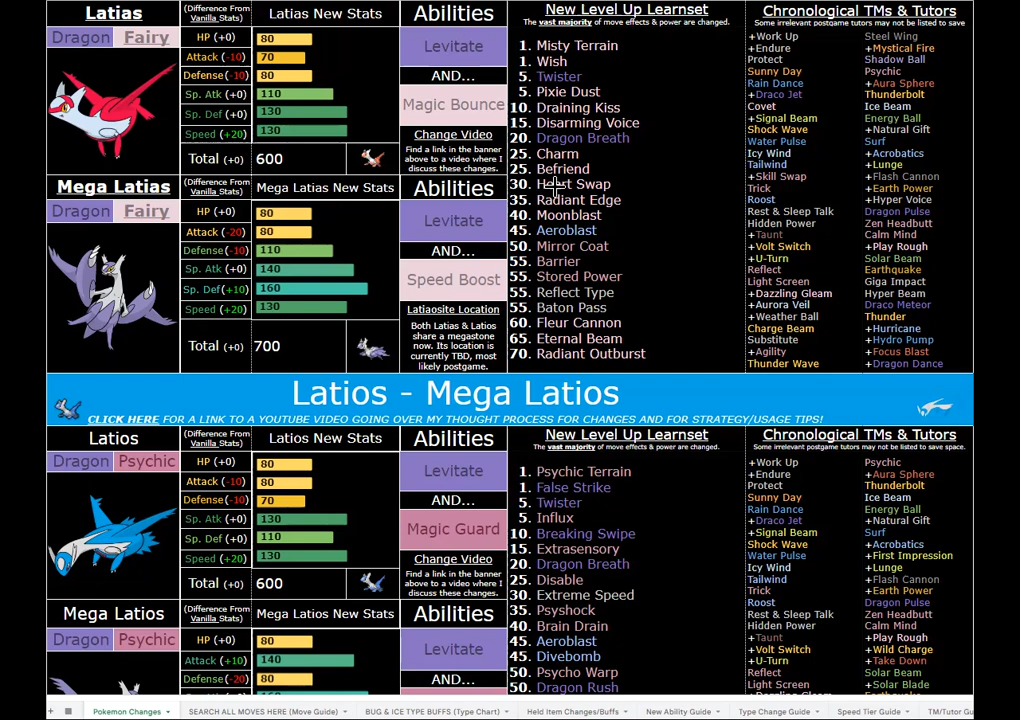 Latias
(Difference From Vanilla Stats)
Latias New Stats
Abilities
Dragon Fairy
HP (+0) 80
Attack (-10) 70
Defense (-10) 80
Sp. Atk (+0) 110
Sp. Def (+0) 130
Speed (+20) 130
Total (+0) 600
Levitate
AND...
Magic Bounce
Change Video
Find a link in the banner
above to a video where I
discuss these changes.
Mega Latias
(Difference From Vanilla Stats)
Mega Latias New Stats
Abilities
Dragon Fairy
HP (+0) 80
Attack (-20) 80
Defense (-10) 110
Sp. Atk (+0) 140
Sp. Def(+10) 160
Speed (+20) 130
Total (+0) 700
Levitate
AND...
Speed Boost
Latiaosite Location
Both Latias & Latios
share a megastone
now. Its location is
currently TBD, most
likely postgame.
New Level Up Learnset
The vast majority of move effects & power are changed.
1. Misty Terrain
1. Wish
5. Twister
5. Pixie Dust
10. Draining Kiss
15. Disarming Voice
20. Dragon Breath
25. Charm
25. Befriend
30. Heart Swap
35. Radiant Edge
40. Moonblast
45. Aeroblast
50. Mirror Coat
55. Barrier
55. Stored Power
55. Reflect Type
55. Baton Pass
60. Fleur Cannon
65. Eternal Beam
70. Radiant Outburst
Chronological TMs & Tutors
Some irrelevant postgame tutors may not be listed to save
+Work Up
+Endure
Protect
Sunny Day
Rain Dance
+Draco Jet
Covet
+Signal Beam
Shock Wave
Water Pulse
Icy Wind
Tailwind
+Skill Swap
Trick
Roost
Rest & Sleep Talk
Hidden Power
+Taunt
+Volt Switch
+U-Turn
Reflect
Light Screen
+Dazzling Gleam
+Aurora Veil
+Weather Ball
Charge Beam
Substitute
+Agility
Thunder Wave
Steel Wing
+Mystical Fire
Shadow Ball
Psychic
+Aura Sphere
Thunderbolt
Ice Beam
Energy Ball
+Natural Gift
Surf
+Acrobatics
+Lunge
+Flash Cannon
+Earth Power
+Hyper Voice
Dragon Pulse
Zen Headbutt
Calm Mind
+Play Rough
Solar Beam
Earthquake
Giga Impact
Hyper Beam
Draco Meteor
Thunder
+Hurricane
+Hydro Pump
+Focus Blast
+Dragon Dance
Latios - Mega Latios
CLICK HERE FOR A LINK TO A YOUTUBE VIDEO GOING OVER MY THOUGHT PROCESS FOR CHANGES AND FOR STRATEGY/USAGE TIPS!
Latios
(Difference From Vanilla Stats)
Latios New Stats
Abilities
Dragon Psychic
HP (+0) 80
Attack (-10) 80
Defense (-10) 70
Sp. Atk (+0) 130
Sp. Def (+0) 110
Speed (+20) 130
Total (+0) 600
Levitate
AND...
Magic Guard
Change Video
Find a link in the banner
above to a video where I
discuss these changes.
Mega Latios
(Difference From Vanilla Stats)
Mega Latios New Stats
Abilities
Dragon Psychic
HP (+0) 80
Attack (+10) 140
Defense (-20) 80
Levitate
AND...
New Level Up Learnset
The vast majority of move effects & power are changed.
1. Psychic Terrain
1. False Strike
5. Twister
5. Influx
10. Breaking Swipe
15. Extrasensory
20. Dragon Breath
25. Disable
30. Extreme Speed
35. Psyshock
40. Brain Drain
45. Aeroblast
45. Divebomb
50. Psycho Warp
50. Dragon Rush
Chronological TMs & Tutors
Some irrelevant postgame tutors may not be listed to save space.
+Work Up
+Endure
Protect
Sunny Day
Rain Dance
+Draco Jet
+Signal Beam
Shock Wave
Water Pulse
Icy Wind
Tailwind
Trick
Roost
Rest & Sleep Talk
Hidden Power
+Taunt
+Volt Switch
+U-Turn
Reflect
Light Screen
Psychic
+Aura Sphere
Thunderbolt
Ice Beam
Energy Ball
+Natural Gift
Surf
+Acrobatics
+First Impression
+Lunge
+Flash Cannon
+Earth Power
Dragon Pulse
Zen Headbutt
Calm Mind
+Play Rough
+Wild Charge
+Take Down
Solar Beam
+Solar Blade
Pokemon Changes
SEARCH ALL MOVES HERE (Move Guide)
BUG & ICE TYPE BUFFS (Type Chart)
Held Item Changes/Buffs
New Ability Guide
Type Change Guide
Speed Tier Guide
TM/Tutor Gu